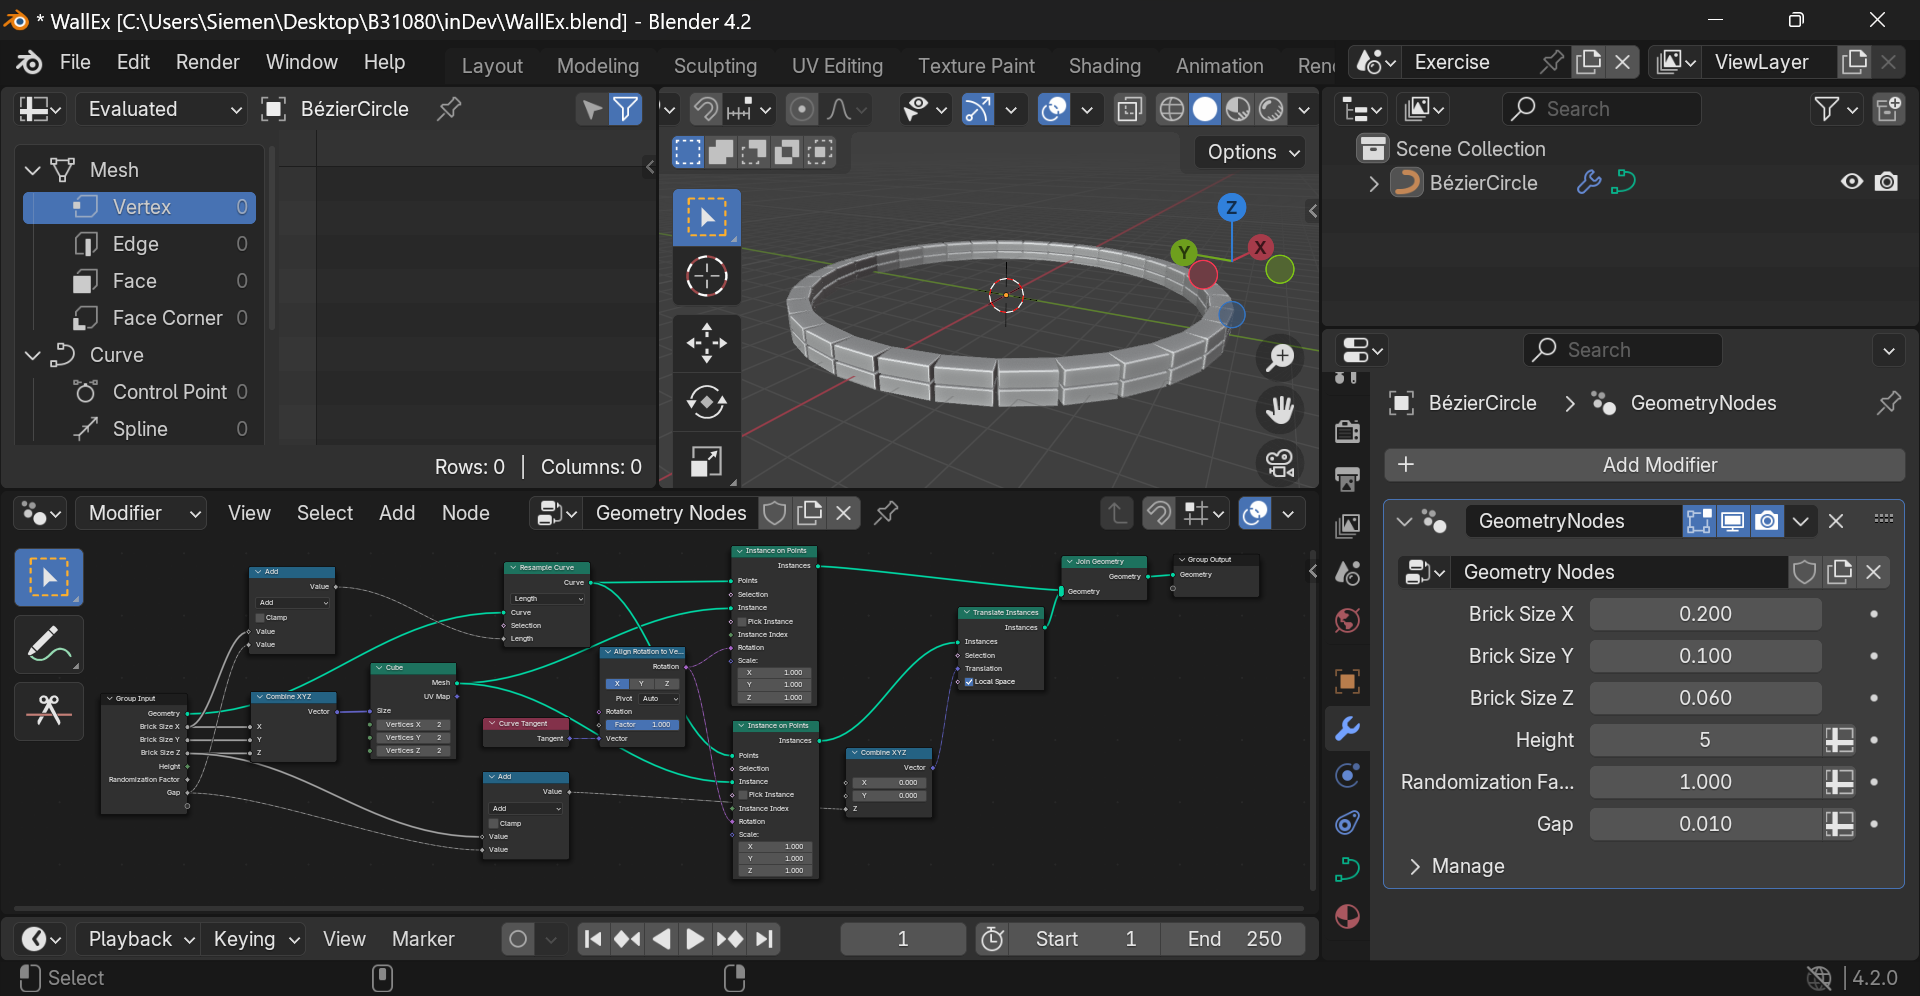 * WallEx [C:\Users\Siemen\Desktop\B31080\inDev\WallEx.blend] - Blender 4.2
File Edit Render Window Help
Layout Modeling Sculpting UV Editing Texture Paint Shading Animation Ren
Exercise
ViewLayer
Evaluated
BézierCircle
Mesh
Vertex 0
Edge 0
Face 0
Face Corner 0
Curve
Control Point 0
Spline 0
Rows: 0 | Columns: 0
Options
Z
Y
X
Search
Scene Collection
BézierCircle
Search
BézierCircle > GeometryNodes
+ Add Modifier
GeometryNodes
Geometry Nodes
Brick Size X 0.200
Brick Size Y 0.100
Brick Size Z 0.060
Height 5
Randomization Fa... 1.000
Gap 0.010
Manage
Modifier View Select Add Node
Geometry Nodes
Group Input
Geometry
Brick Size X
Brick Size Y
Brick Size Z
Height
Randomization Factor
Gap
Add
Value
Add
Clamp
Value
Value
Combine XYZ
Vector
X
Y
Z
Cube
Mesh
UV Map
Size
Vertices X 2
Vertices Y 2
Vertices Z 2
Resample Curve
Curve
Length
Curve
Selection
Length
Curve Tangent
Tangent
Add
Value
Add
Clamp
Value
Value
Align Rotation to Ve...
Rotation
X Y Z
Pivot Auto
Rotation
Factor 1.000
Vector
Instance on Points
Instances
Points
Selection
Instance
Pick Instance
Instance Index
Rotation
Scale:
X 1.000
Y 1.000
Z 1.000
Instance on Points
Instances
Points
Selection
Instance
Pick Instance
Instance Index
Rotation
Scale:
X 1.000
Y 1.000
Z 1.000
Combine XYZ
Vector
X 0.000
Y 0.000
Z
Translate Instances
Instances
Instances
Selection
Translation
Local Space
Join Geometry
Geometry
Geometry
Group Output
Geometry
Playback Keying View Marker
1
Start 1
End 250
Select
4.2.0